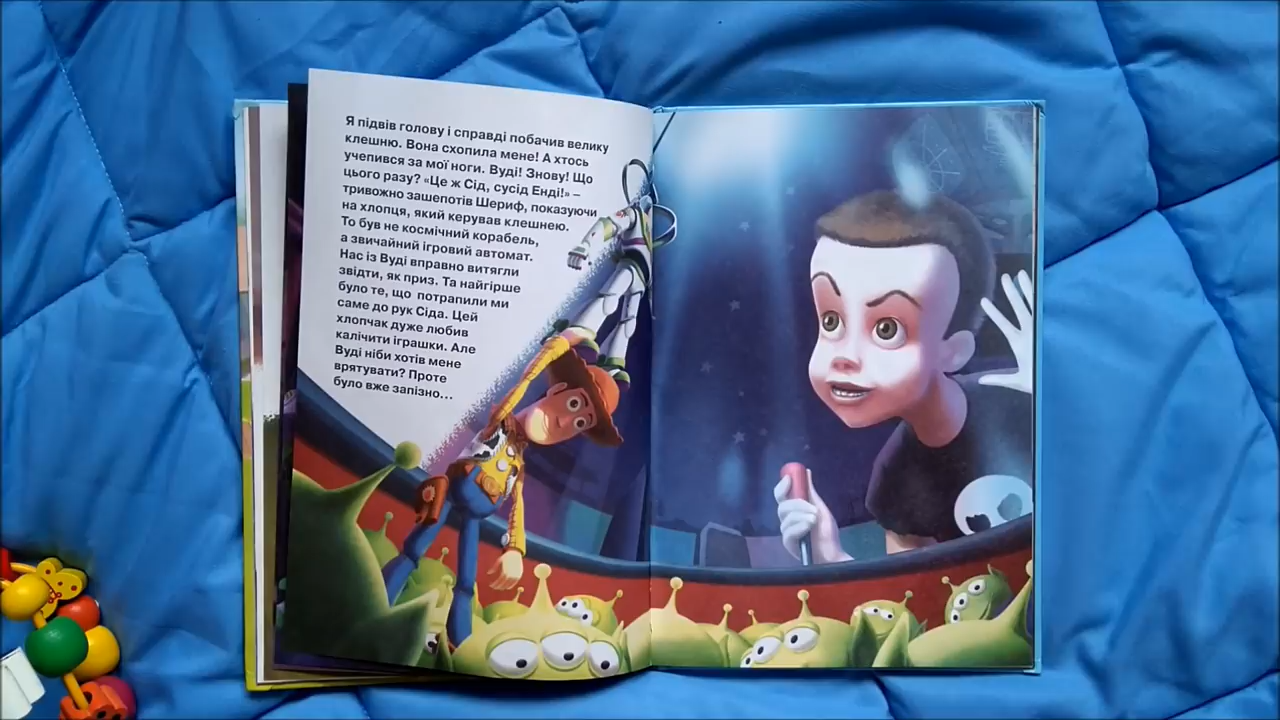 Я підвів голову і справді побачив велику
клешню. Вона схопила мене! А хтось
учепився за мої ноги. Вуді! Знову! Що
цього разу? «Це ж Сід, сусід Енді!» –
тривожно зашепотів Шериф, показуючи
на хлопця, який керував клешнею.
То був не космічний корабель,
а звичайний ігровий автомат.
Нас із Вуді вправно витягли
звідти, як приз. Та найгірше
було те, що потрапили ми
саме до рук Сіда. Цей
хлопчак дуже любив
калічити іграшки. Але
Вуді ніби хотів мене
врятувати? Проте
було вже запізно…